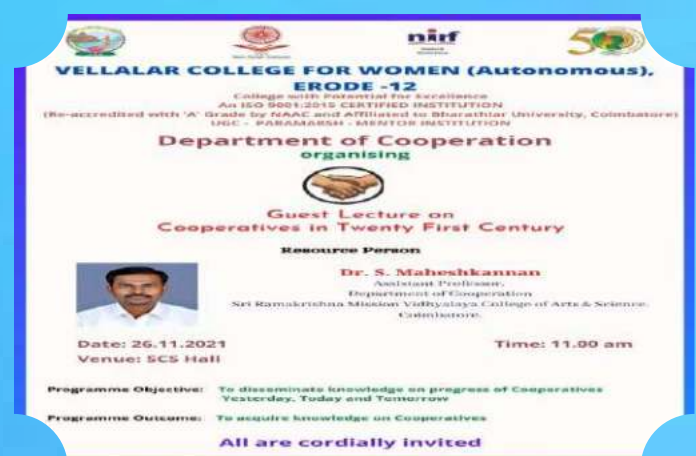 nirf
50
VELLALAR COLLEGE FOR WOMEN (Autonomous),
ERODE -12
College with Potential for Excellence
An ISO 9001:2015 CERTIFIED INSTITUTION
(Re-accredited with 'A' Grade by NAAC and Affiliated to Bharathiar University, Coimbatore)
UGC - PARAMARSH - MENTOR INSTITUTION
Department of Cooperation
organising
Guest Lecture on
Cooperatives in Twenty First Century
Resource Person
Dr. S. Maheshkannan
Assistant Professor,
Department of Cooperation
Sri Ramakrishna Mission Vidhyalaya College of Arts & Science,
Coimbatore.
Date: 26.11.2021
Time: 11.00 am
Venue: SCS Hall
Programme Objective: To disseminate knowledge on progress of Cooperatives
Yesterday, Today and Tomorrow
Programme Outcome: To acquire knowledge on Cooperatives
All are cordially invited